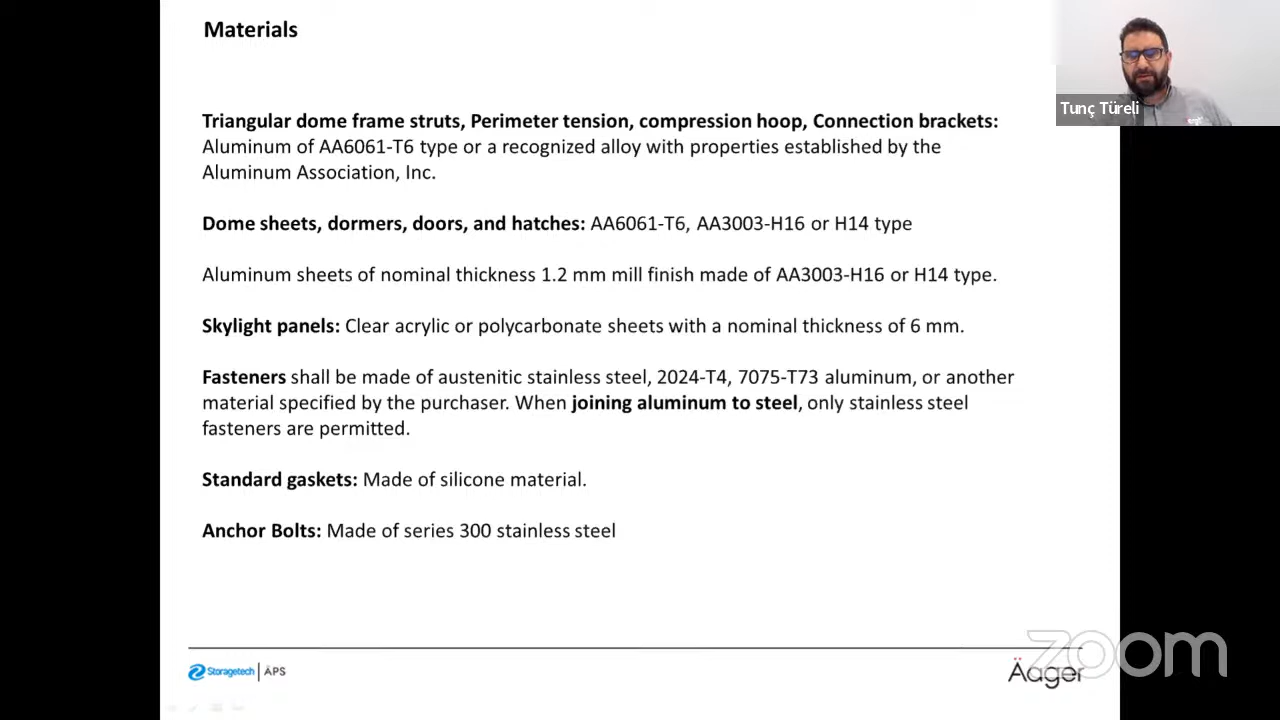 Materials
Tunç Türeli
Triangular dome frame struts, Perimeter tension, compression hoop, Connection brackets:
Aluminum of AA6061-T6 type or a recognized alloy with properties established by the
Aluminum Association, Inc.
Dome sheets, dormers, doors, and hatches: AA6061-T6, AA3003-H16 or H14 type
Aluminum sheets of nominal thickness 1.2 mm mill finish made of AA3003-H16 or H14 type.
Skylight panels: Clear acrylic or polycarbonate sheets with a nominal thickness of 6 mm.
Fasteners shall be made of austenitic stainless steel, 2024-T4, 7075-T73 aluminum, or another
material specified by the purchaser. When joining aluminum to steel, only stainless steel
fasteners are permitted.
Standard gaskets: Made of silicone material.
Anchor Bolts: Made of series 300 stainless steel
Storagetech | ÄPS
Äager
zoom